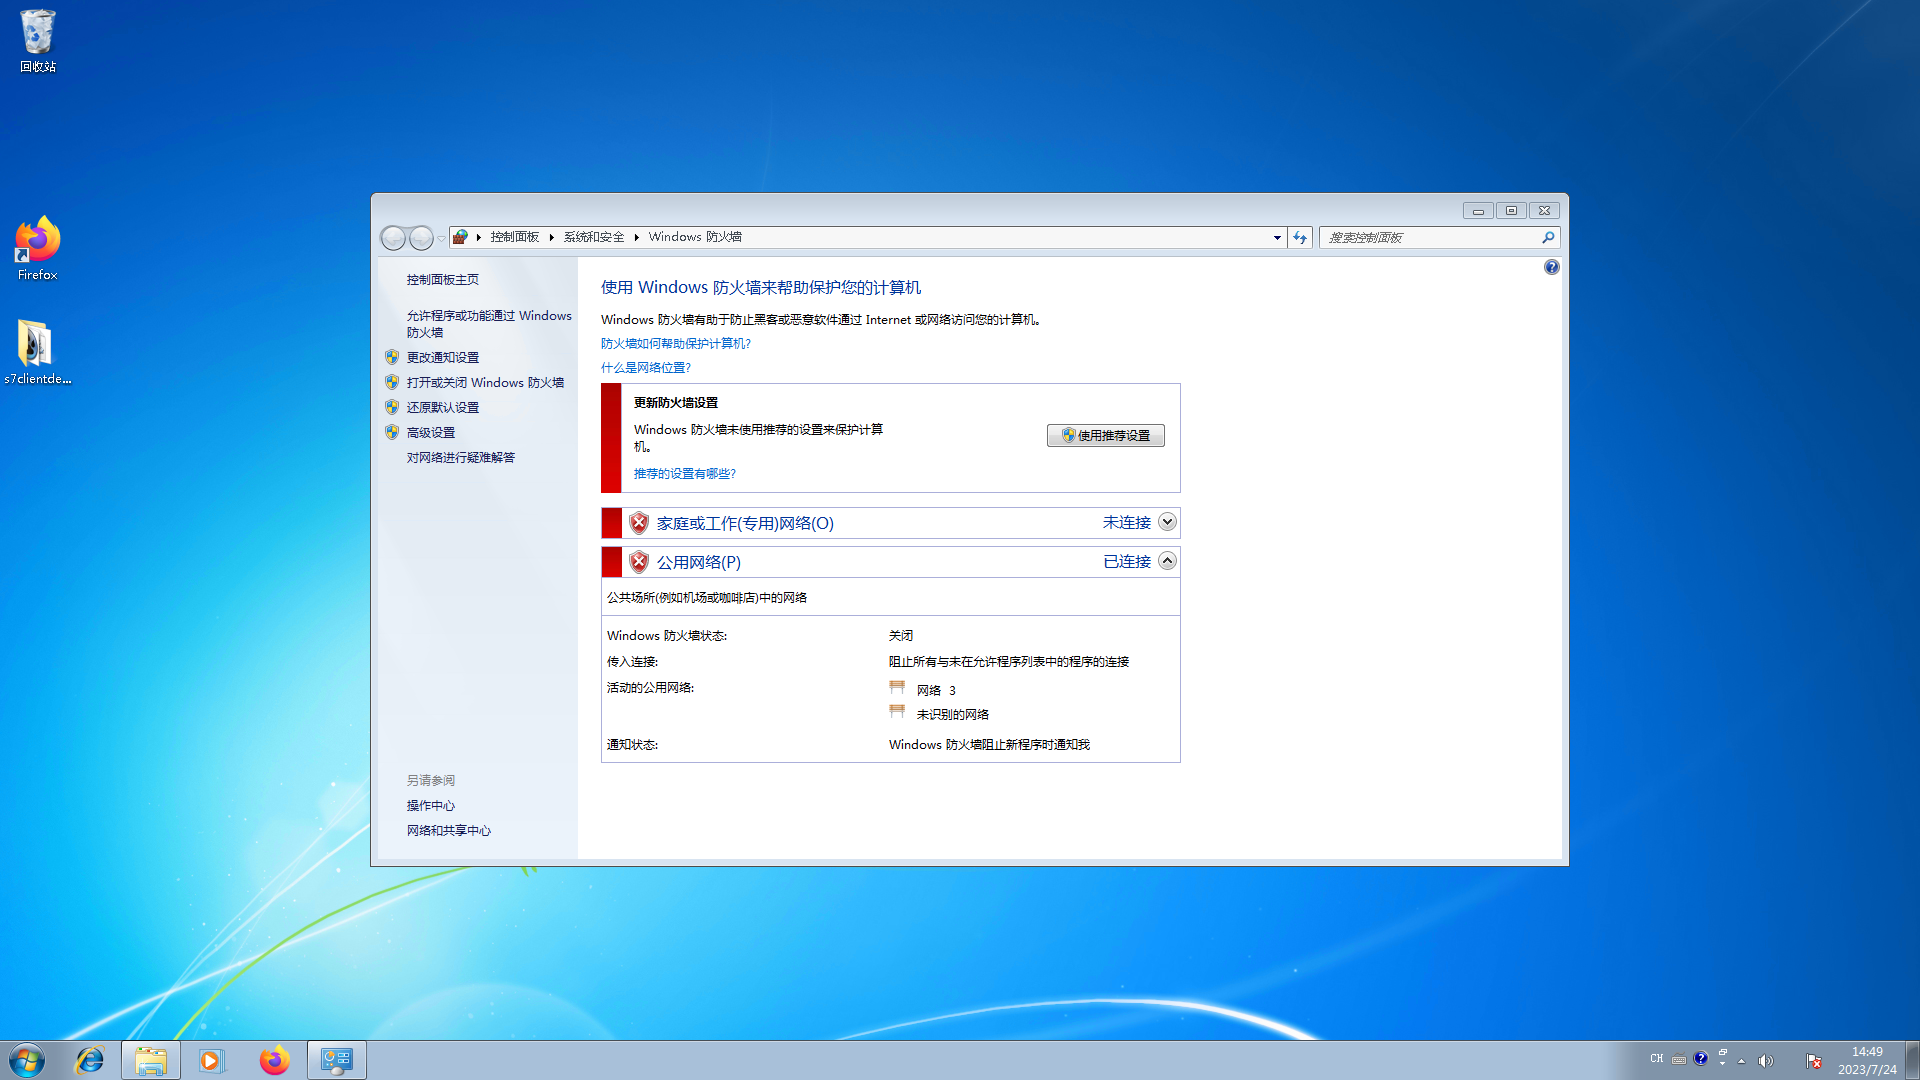 回收站
Firefox
s7clientde...
控制面板
系统和安全
Windows 防火墙
搜索控制面板
控制面板主页
允许程序或功能通过 Windows
防火墙
更改通知设置
打开或关闭 Windows 防火墙
还原默认设置
高级设置
对网络进行疑难解答
另请参阅
操作中心
网络和共享中心
使用 Windows 防火墙来帮助保护您的计算机
Windows 防火墙有助于防止黑客或恶意软件通过 Internet 或网络访问您的计算机。
防火墙如何帮助保护计算机?
什么是网络位置?
更新防火墙设置
Windows 防火墙未使用推荐的设置来保护计算
机。
使用推荐设置
推荐的设置有哪些?
家庭或工作(专用)网络(O) 未连接
公用网络(P) 已连接
公共场所(例如机场或咖啡店)中的网络
Windows 防火墙状态: 关闭
传入连接: 阻止所有与未在允许程序列表中的程序的连接
活动的公用网络: 网络 3
未识别的网络
通知状态: Windows 防火墙阻止新程序时通知我
CH
14:49
2023/7/24